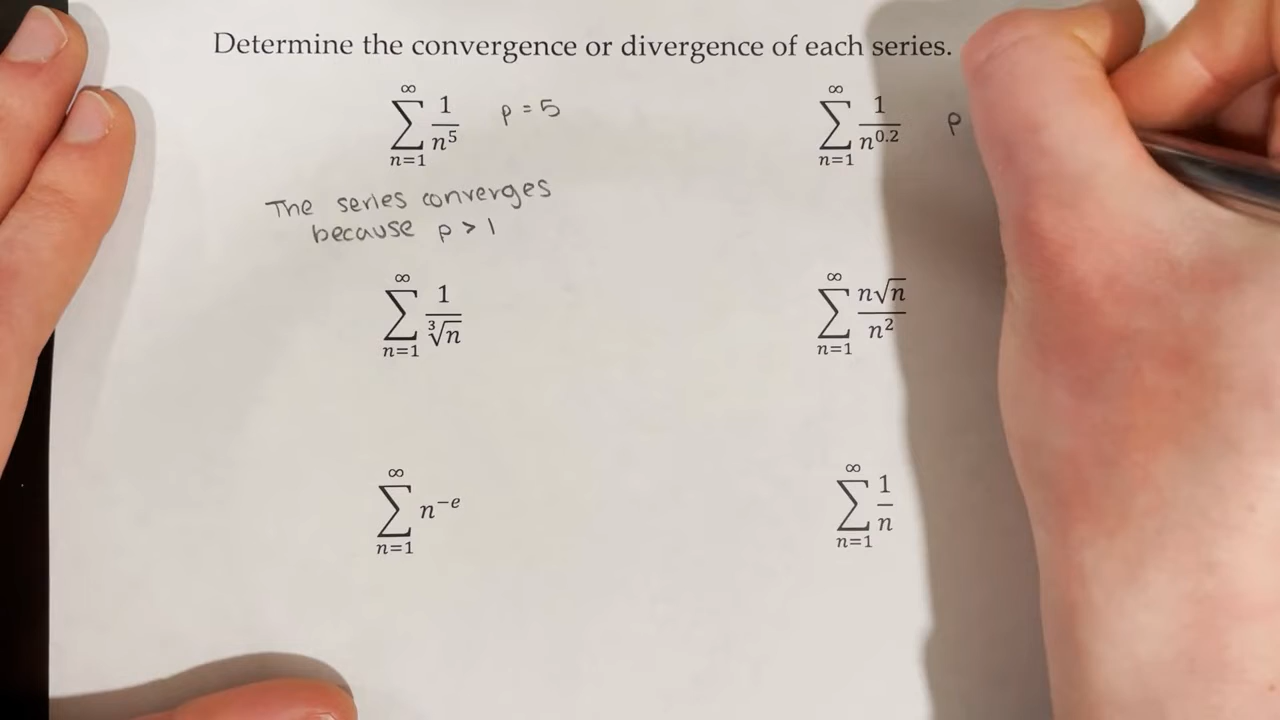 Determine the convergence or divergence of each series.
∞
∑ 1/n^5 p = 5
n=1
∞
∑ 1/n^0.2 p
n=1
The series converges
because p > 1
∞
∑ 1/∛n
n=1
∞
∑ n√n/n^2
n=1
∞
∑ n^−e
n=1
∞
∑ 1/n
n=1